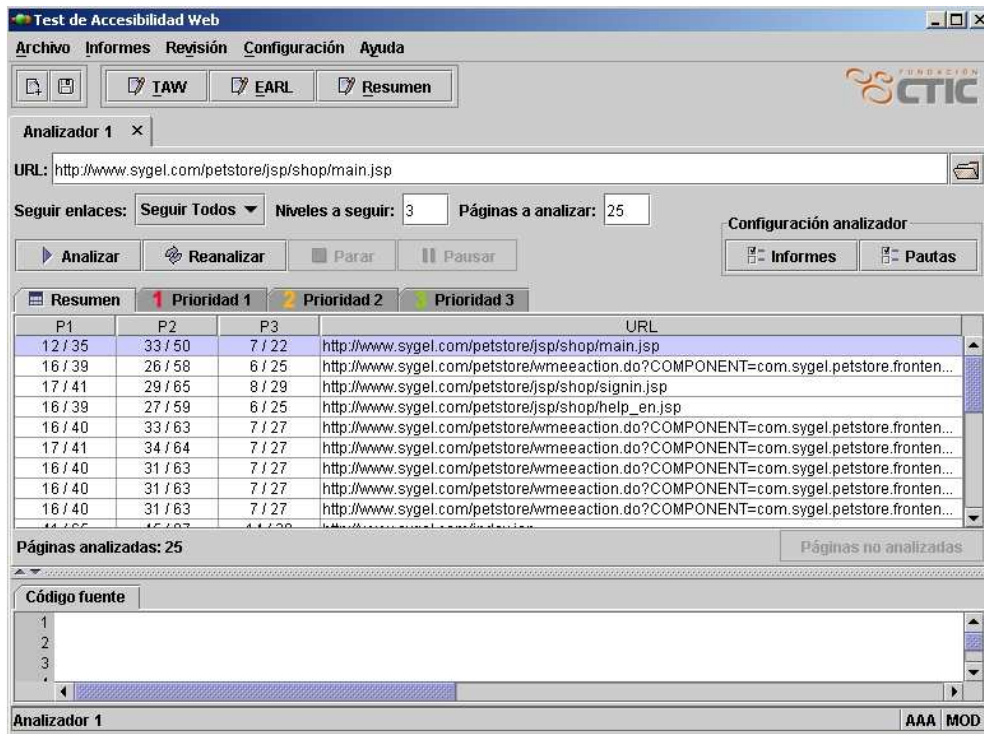 Test de Accesibilidad Web
Archivo Informes Revisión Configuración Ayuda
TAW EARL Resumen
FUNDACIÓN
CTIC
Analizador 1
URL: http://www.sygel.com/petstore/jsp/shop/main.jsp
Seguir enlaces: Seguir Todos Niveles a seguir: 3 Páginas a analizar: 25
Configuración analizador
Analizar Reanalizar Parar Pausar Informes Pautas
Resumen 1 Prioridad 1 2 Prioridad 2 3 Prioridad 3
P1 P2 P3 URL
12 / 35 33 / 50 7 / 22 http://www.sygel.com/petstore/jsp/shop/main.jsp
16 / 39 26 / 58 6 / 25 http://www.sygel.com/petstore/wmeeaction.do?COMPONENT=com.sygel.petstore.fronten...
17 / 41 29 / 65 8 / 29 http://www.sygel.com/petstore/jsp/shop/signin.jsp
16 / 39 27 / 59 6 / 25 http://www.sygel.com/petstore/jsp/shop/help_en.jsp
16 / 40 33 / 63 7 / 27 http://www.sygel.com/petstore/wmeeaction.do?COMPONENT=com.sygel.petstore.fronten...
17 / 41 34 / 64 7 / 27 http://www.sygel.com/petstore/wmeeaction.do?COMPONENT=com.sygel.petstore.fronten...
16 / 40 31 / 63 7 / 27 http://www.sygel.com/petstore/wmeeaction.do?COMPONENT=com.sygel.petstore.fronten...
16 / 40 31 / 63 7 / 27 http://www.sygel.com/petstore/wmeeaction.do?COMPONENT=com.sygel.petstore.fronten...
16 / 40 31 / 63 7 / 27 http://www.sygel.com/petstore/wmeeaction.do?COMPONENT=com.sygel.petstore.fronten...
Páginas analizadas: 25 Páginas no analizadas
Código fuente
1
2
3
Analizador 1 AAA MOD